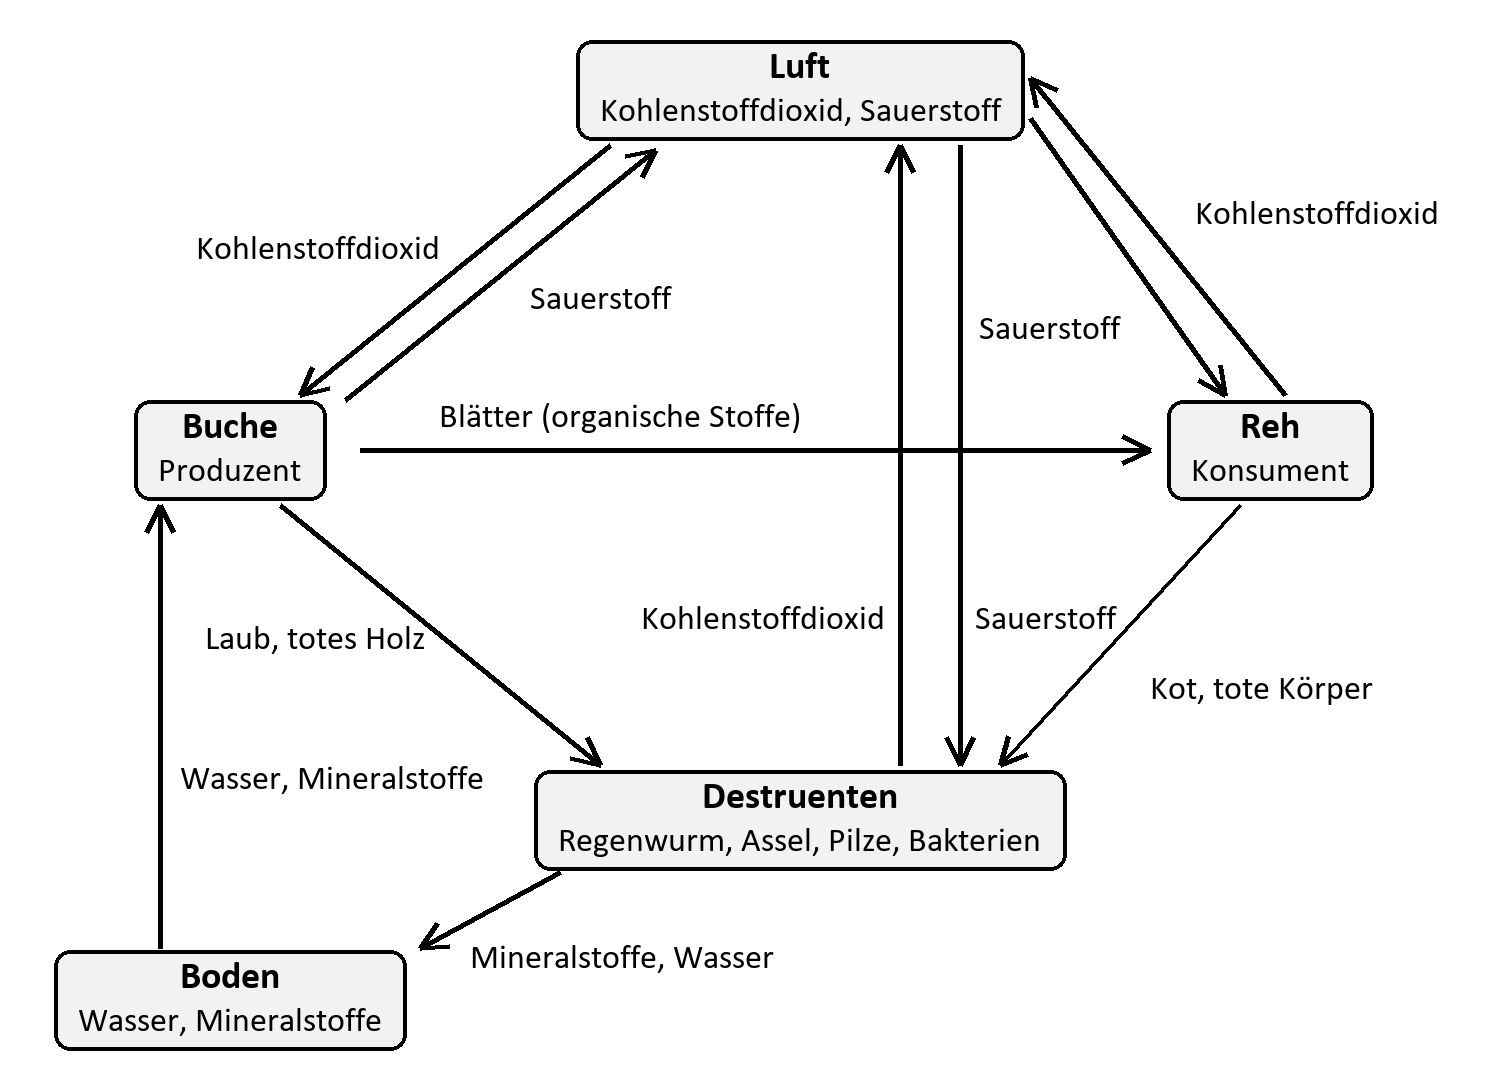 Luft
Kohlenstoffdioxid, Sauerstoff
Kohlenstoffdioxid
Kohlenstoffdioxid
Sauerstoff
Sauerstoff
Blätter (organische Stoffe)
Buche
Produzent
Reh
Konsument
Kohlenstoffdioxid
Sauerstoff
Laub, totes Holz
Kot, tote Körper
Wasser, Mineralstoffe
Destruenten
Regenwurm, Assel, Pilze, Bakterien
Mineralstoffe, Wasser
Boden
Wasser, Mineralstoffe